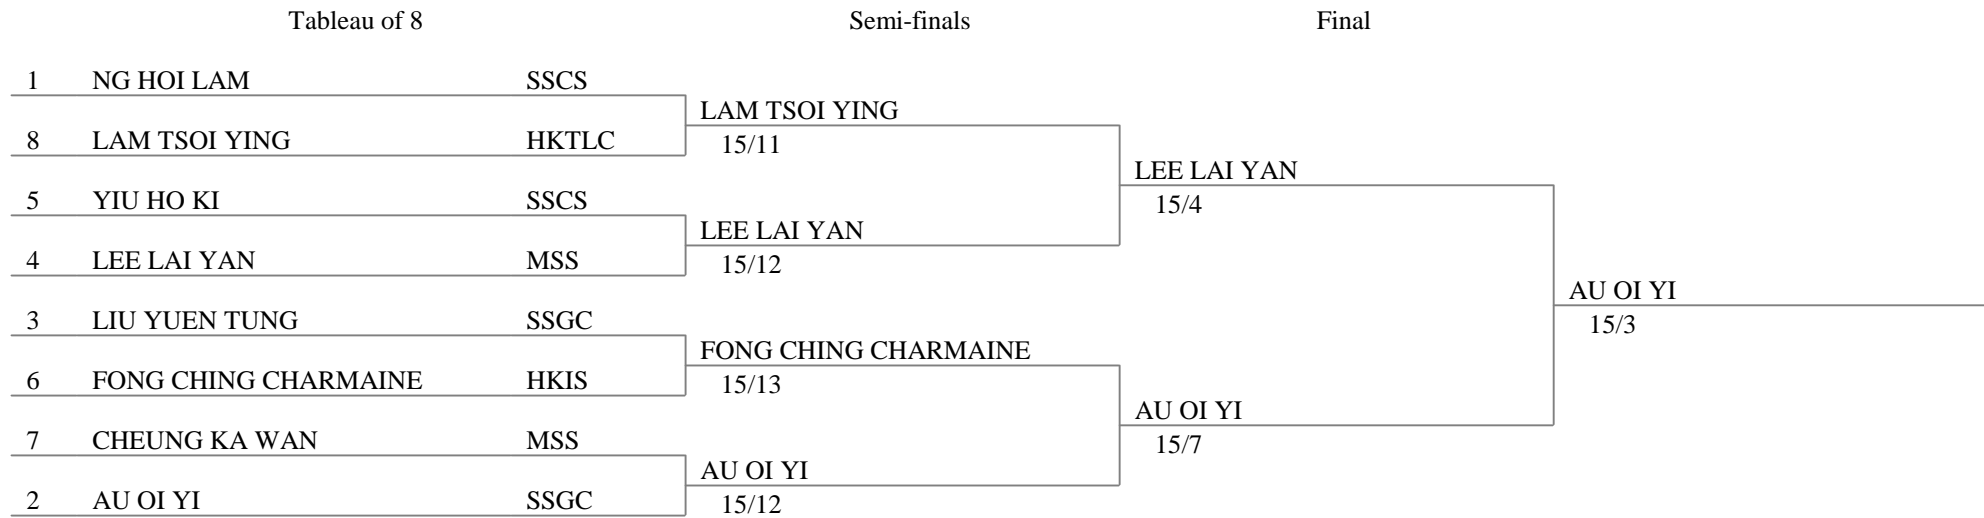 Tableau of 8 Semi-finals Final
1 NG HOI LAM SSCS
LAM TSOI YING
8 LAM TSOI YING HKTLC 15/11
LEE LAI YAN
5 YIU HO KI SSCS 15/4
LEE LAI YAN
4 LEE LAI YAN MSS 15/12
AU OI YI
3 LIU YUEN TUNG SSGC 15/3
FONG CHING CHARMAINE
6 FONG CHING CHARMAINE HKIS 15/13
AU OI YI
7 CHEUNG KA WAN MSS 15/7
AU OI YI
2 AU OI YI SSGC 15/12